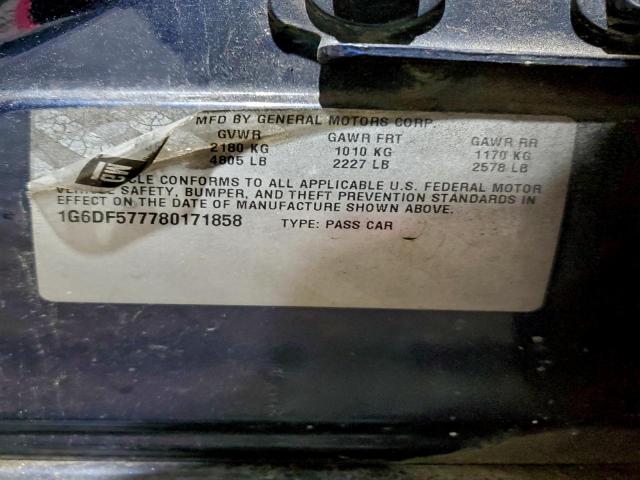 MFD BY GENERAL MOTORS CORP.
GVWR GAWR FRT GAWR RR
2180 KG 1010 KG 1170 KG
4805 LB 2227 LB 2578 LB
CLE CONFORMS TO ALL APPLICABLE U.S. FEDERAL MOTOR
SAFETY, BUMPER, AND THEFT PREVENTION STANDARDS IN
EFFECT ON THE DATE OF MANUFACTURE SHOWN ABOVE.
1G6DF577780171858 TYPE: PASS CAR